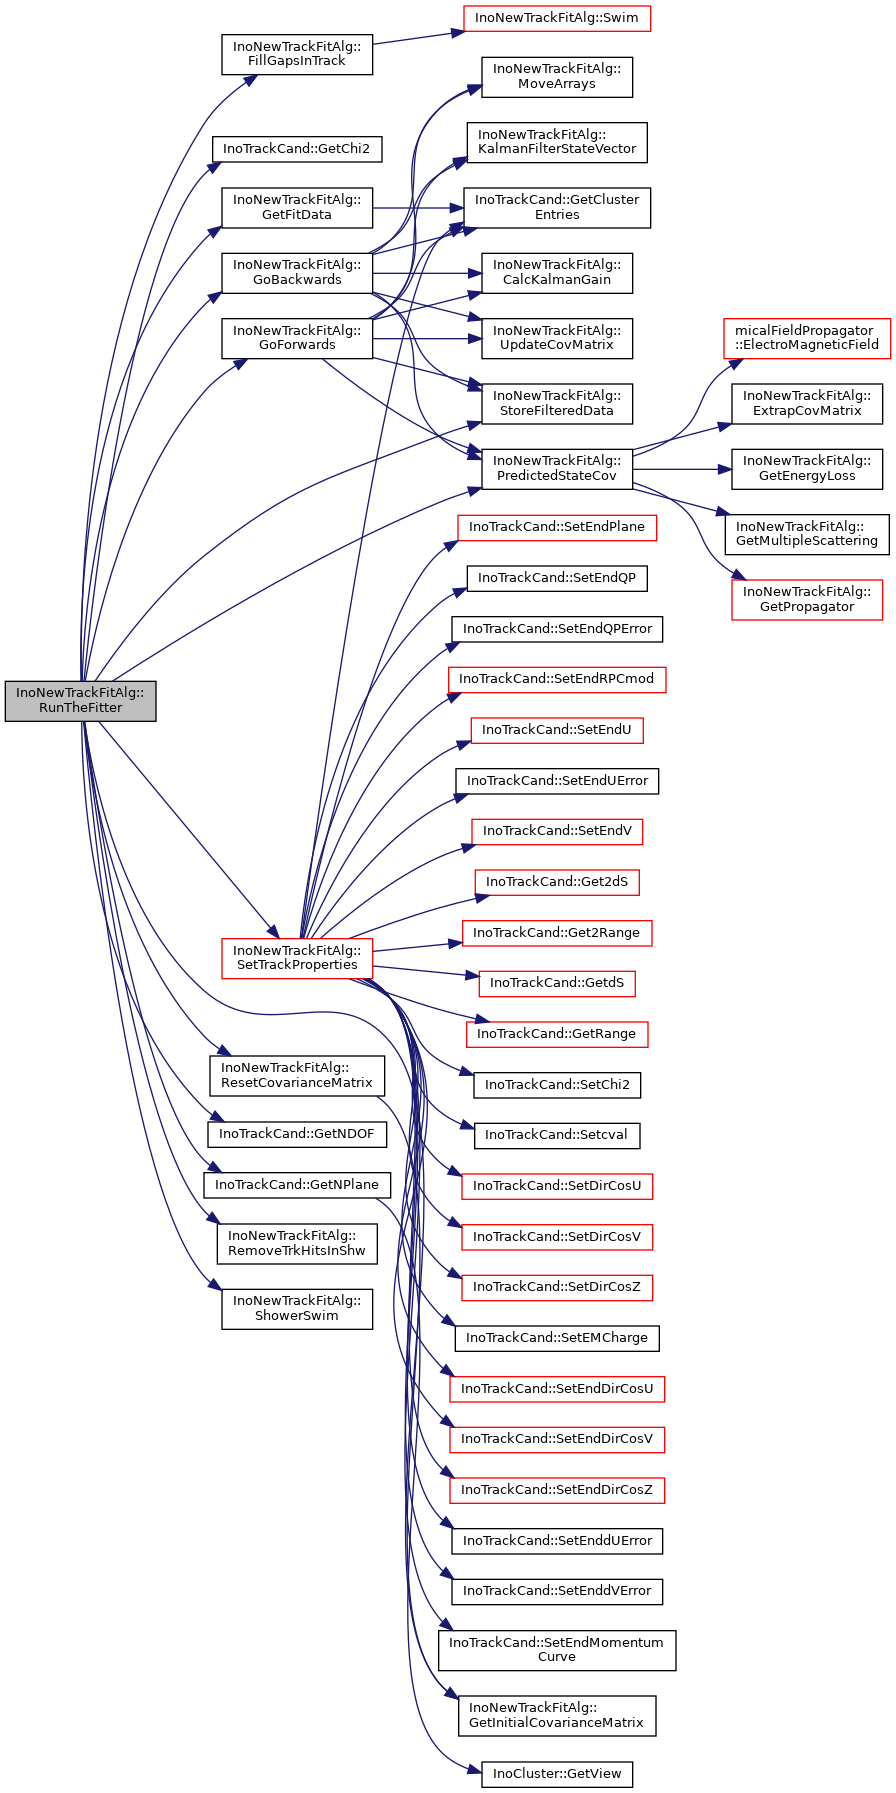 InoNewTrackFitAlg::
RunTheFitter
InoNewTrackFitAlg::
FillGapsInTrack
InoTrackCand::GetChi2
InoNewTrackFitAlg::
GetFitData
InoNewTrackFitAlg::
GoBackwards
InoNewTrackFitAlg::
GoForwards
InoNewTrackFitAlg::
SetTrackProperties
InoNewTrackFitAlg::
ResetCovarianceMatrix
InoTrackCand::GetNDOF
InoTrackCand::GetNPlane
InoNewTrackFitAlg::
RemoveTrkHitsInShw
InoNewTrackFitAlg::
ShowerSwim
InoNewTrackFitAlg::Swim
InoNewTrackFitAlg::
MoveArrays
InoNewTrackFitAlg::
KalmanFilterStateVector
InoTrackCand::GetCluster
Entries
InoNewTrackFitAlg::
CalcKalmanGain
InoNewTrackFitAlg::
UpdateCovMatrix
InoNewTrackFitAlg::
StoreFilteredData
InoNewTrackFitAlg::
PredictedStateCov
InoTrackCand::SetEndPlane
InoTrackCand::SetEndQP
InoTrackCand::SetEndQPError
InoTrackCand::SetEndRPCmod
InoTrackCand::SetEndU
InoTrackCand::SetEndUError
InoTrackCand::SetEndV
InoTrackCand::Get2dS
InoTrackCand::Get2Range
InoTrackCand::GetdS
InoTrackCand::GetRange
InoTrackCand::SetChi2
InoTrackCand::Setcval
InoTrackCand::SetDirCosU
InoTrackCand::SetDirCosV
InoTrackCand::SetDirCosZ
InoTrackCand::SetEMCharge
InoTrackCand::SetEndDirCosU
InoTrackCand::SetEndDirCosV
InoTrackCand::SetEndDirCosZ
InoTrackCand::SetEnddUError
InoTrackCand::SetEnddVError
InoTrackCand::SetEndMomentum
Curve
InoNewTrackFitAlg::
GetInitialCovarianceMatrix
InoCluster::GetView
micalFieldPropagator
::ElectroMagneticField
InoNewTrackFitAlg::
ExtrapCovMatrix
InoNewTrackFitAlg::
GetEnergyLoss
InoNewTrackFitAlg::
GetMultipleScattering
InoNewTrackFitAlg::
GetPropagator